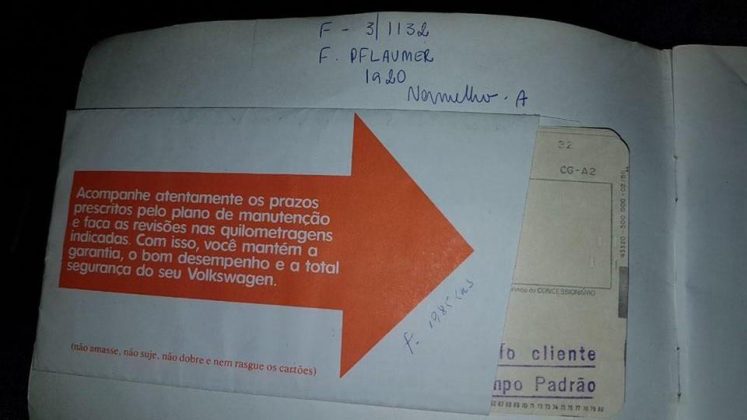 F - 3/1132
F. PFLAUMER
1920
Vermelho. A
32
CG-A2
Acompanhe atentamente os prazos
prescritos pelo plano de manutenção
e faça as revisões nas quilometragens
indicadas. Com isso, você mantém a
garantia, o bom desempenho e a total
segurança do seu Volkswagen.
CONCESSIONÁRIO
(não amasse, não suje, não dobre e nem rasgue os cartões)
fo cliente
mpo Padrão